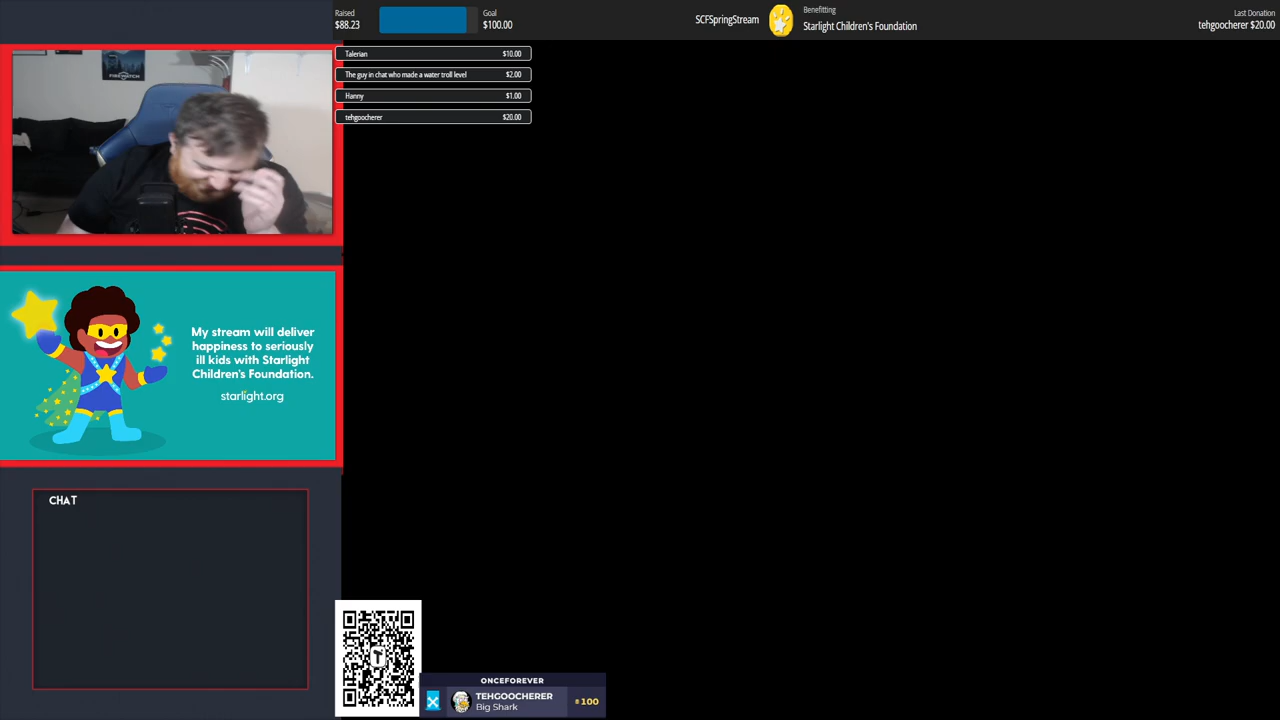 Raised
$88.23
Goal
$100.00
SCFSpringStream
Benefitting
Starlight Children's Foundation
Last Donation
tehgoocherer $20.00
FIREWATCH
Talerian $10.00
The guy in chat who made a water troll level $2.00
Hanny $1.00
tehgoocherer $20.00
My stream will deliver
happiness to seriously
ill kids with Starlight
Children's Foundation.
starlight.org
CHAT
T
ONCEFOREVER
TEHGOOCHERER
Big Shark
100